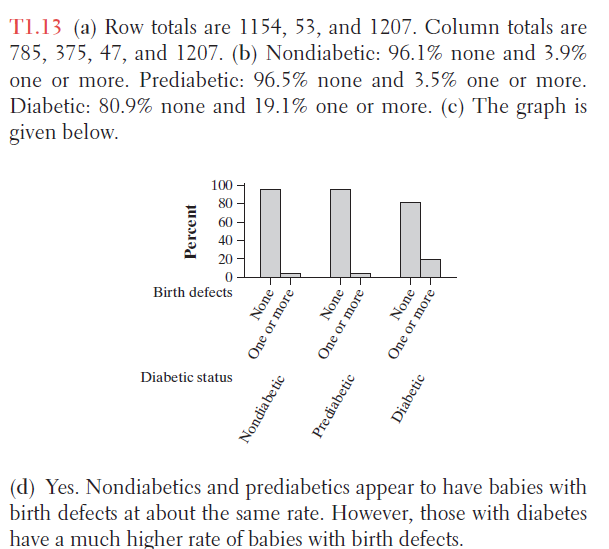 T1.13 (a) Row totals are 1154, 53, and 1207. Column totals are
785, 375, 47, and 1207. (b) Nondiabetic: 96.1% none and 3.9%
one or more. Prediabetic: 96.5% none and 3.5% one or more.
Diabetic: 80.9% none and 19.1% one or more. (c) The graph is
given below.
Percent
100
80
60
40
20
0
Birth defects
None
One or more
None
One or more
None
One or more
Diabetic status
Nondiabetic
Prediabetic
Diabetic
(d) Yes. Nondiabetics and prediabetics appear to have babies with
birth defects at about the same rate. However, those with diabetes
have a much higher rate of babies with birth defects.